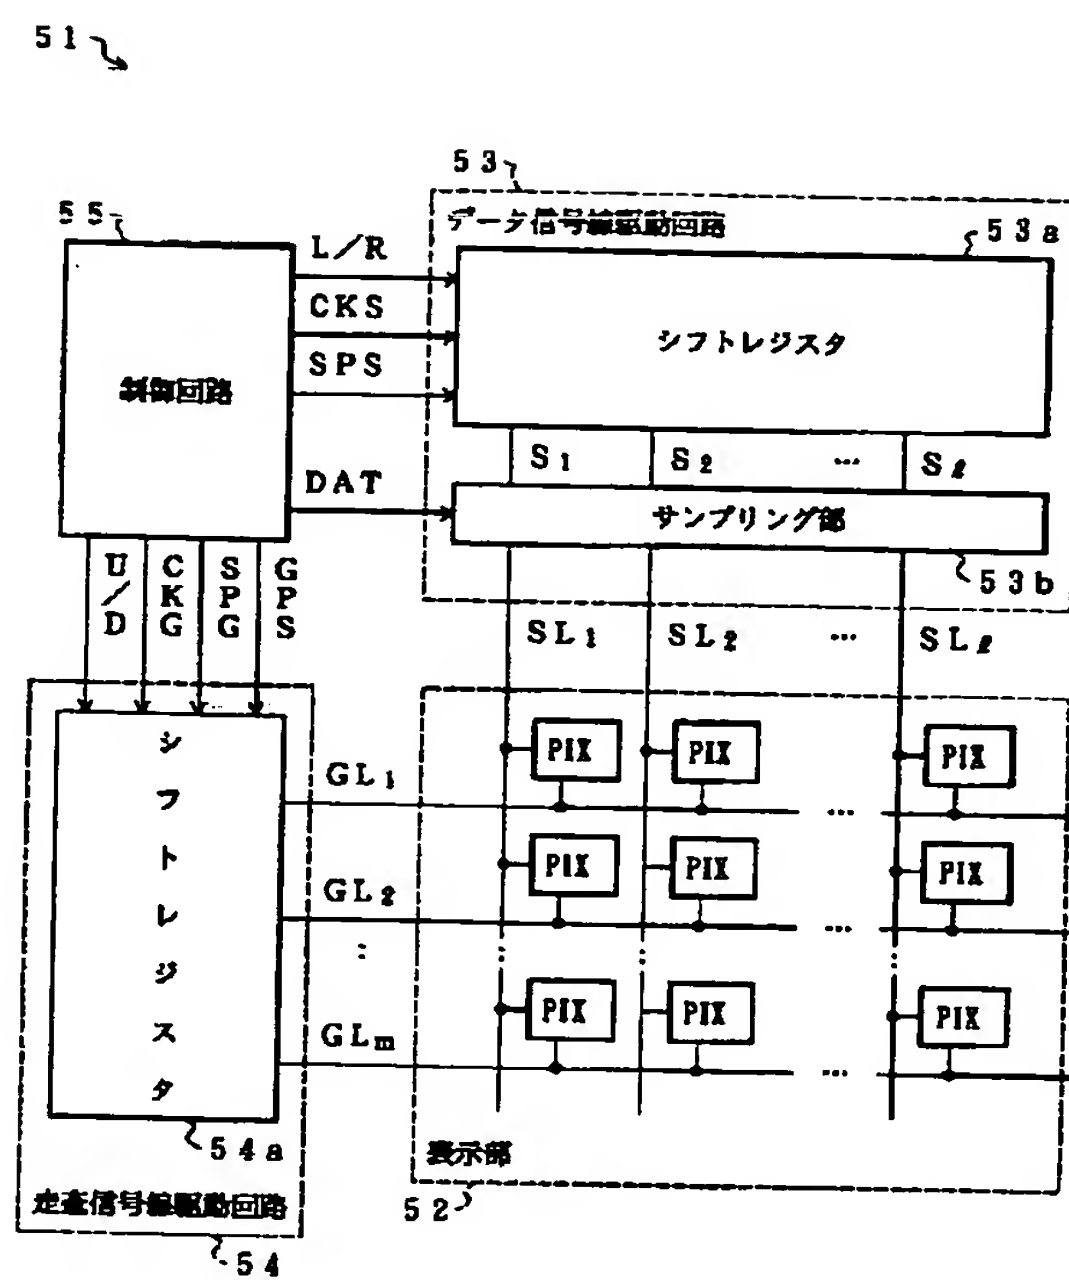 51
53
データ信号線駆動回路
53a
55
L/R
CKS
SPS
シフトレジスタ
制御回路
S1 S2 … Sℓ
DAT
サンプリング部
53b
U/D CKG SPG GPS
SL1 SL2 … SLℓ
シフトレジスタ
PIX PIX PIX
GL1
…
PIX PIX PIX
GL2
…
:
: : :
PIX PIX PIX
GLm
…
54a
表示部
52
走査信号線駆動回路
54